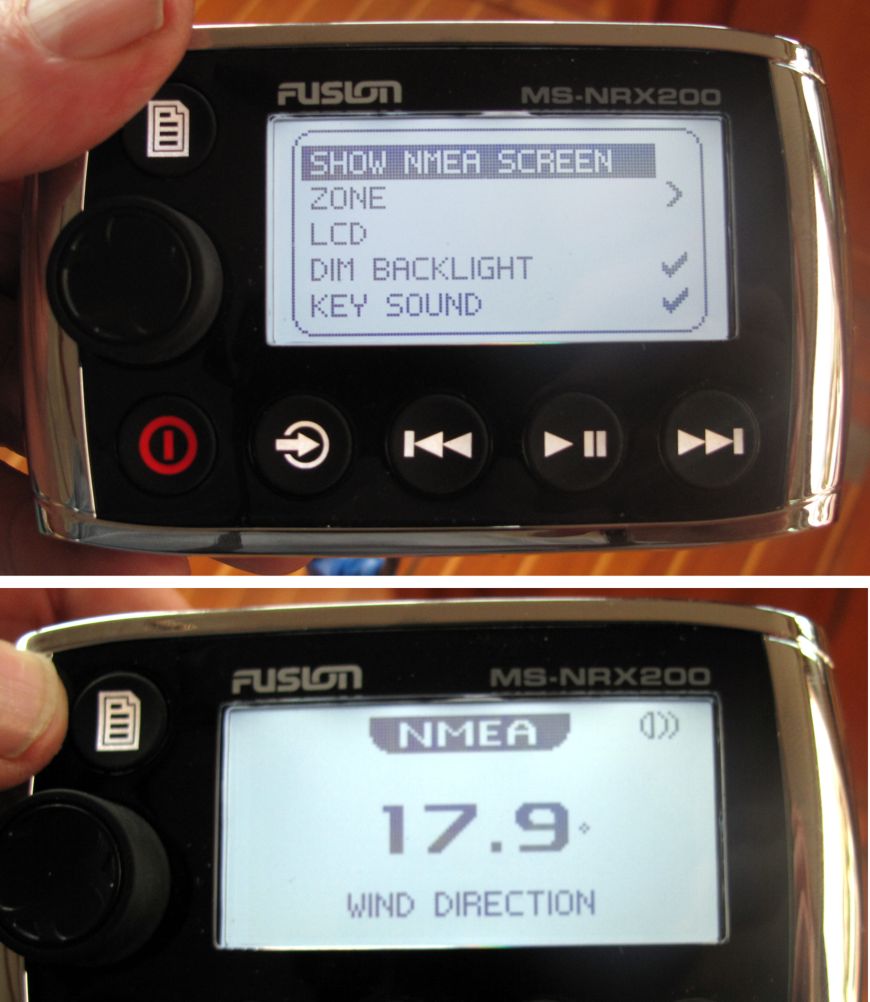 FUSION MS-NRX200
SHOW NMEA SCREEN
ZONE >
LCD
DIM BACKLIGHT ✓
KEY SOUND ✓
FUSION MS-NRX200
NMEA
17.9°
WIND DIRECTION